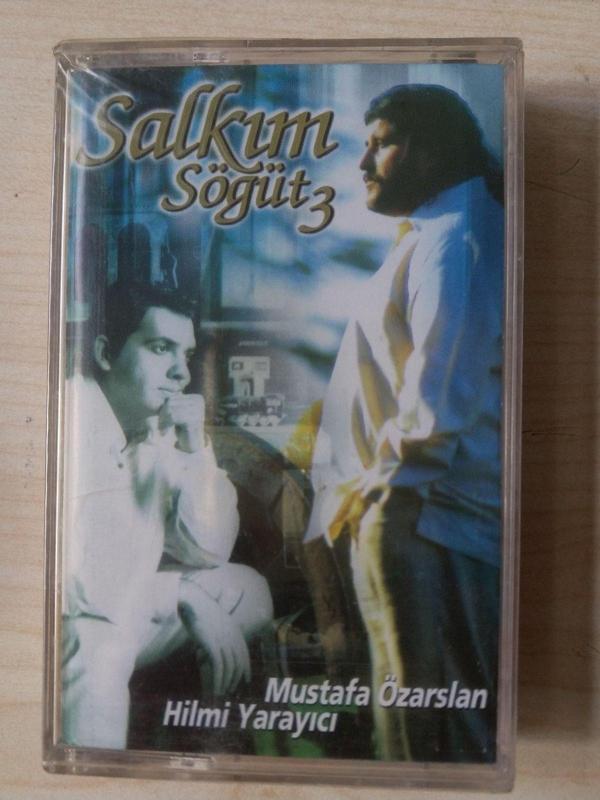 Salkım
Söğüt 3
Mustafa Özarslan
Hilmi Yarayıcı